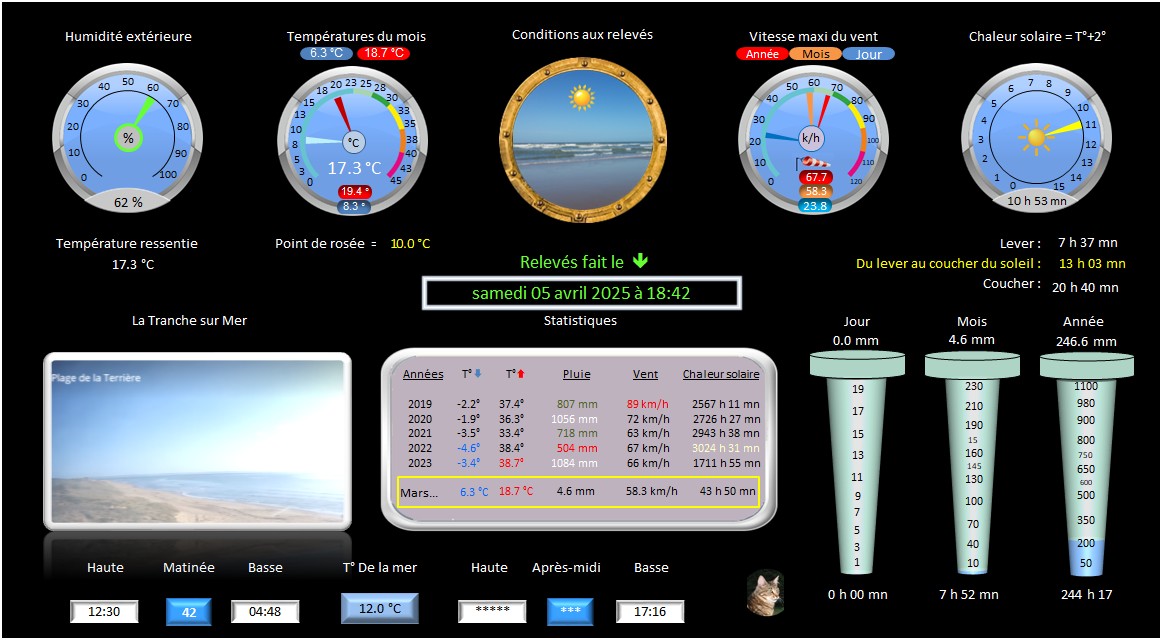 Humidité extérieure
Températures du mois
6.3 °C 18.7 °C
Conditions aux relevés
Vitesse maxi du vent
Année Mois Jour
Chaleur solaire = T°+2°
0 10 20 30 40 50 60 70 80 90 100
%
62 %
0 3 5 8 10 13 15 18 20 23 25 28 30 33 35 38 40 43 45
°C
17.3 °C
19.4 °
8.3 °
0 10 20 30 40 50 60 70 80 90 100 110 120
k/h
67.7
58.3
23.8
0 1 2 3 4 5 6 7 8 9 10 11 12 13 14 15
10 h 53 mn
Température ressentie
17.3 °C
Point de rosée = 10.0 °C
Relevés fait le
samedi 05 avril 2025 à 18:42
Lever : 7 h 37 mn
Du lever au coucher du soleil : 13 h 03 mn
Coucher : 20 h 40 mn
La Tranche sur Mer
Plage de la Terrière
Statistiques
Années T° T° Pluie Vent Chaleur solaire
2019 -2.2° 37.4° 807 mm 89 km/h 2567 h 11 mn
2020 -1.9° 36.3° 1056 mm 72 km/h 2726 h 27 mn
2021 -3.5° 33.4° 718 mm 63 km/h 2943 h 38 mn
2022 -4.6° 38.4° 504 mm 67 km/h 3024 h 31 mn
2023 -3.4° 38.7° 1084 mm 66 km/h 1711 h 55 mn
Mars... 6.3 °C 18.7 °C 4.6 mm 58.3 km/h 43 h 50 mn
Jour
0.0 mm
19
17
15
13
11
9
7
5
3
1
0 h 00 mn
Mois
4.6 mm
230
210
190
15
160
145
130
100
70
40
10
7 h 52 mn
Année
246.6 mm
1100
980
900
800
750
650
600
500
350
200
50
244 h 17
Haute Matinée Basse
12:30 42 04:48
T° De la mer
12.0 °C
Haute Après-midi Basse
***** *** 17:16